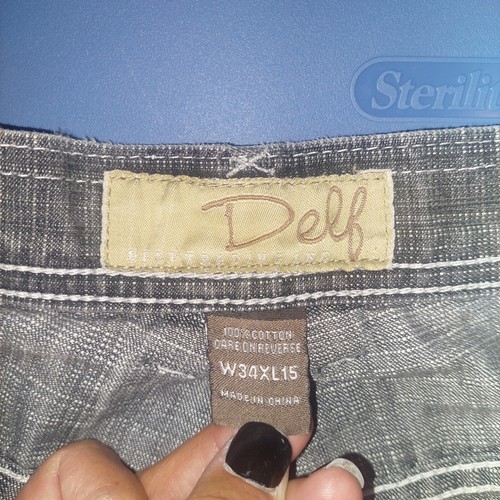 Sterilit
Delf
100% COTTON
CARE ON REVERSE
W34XL15
MADE IN CHINA